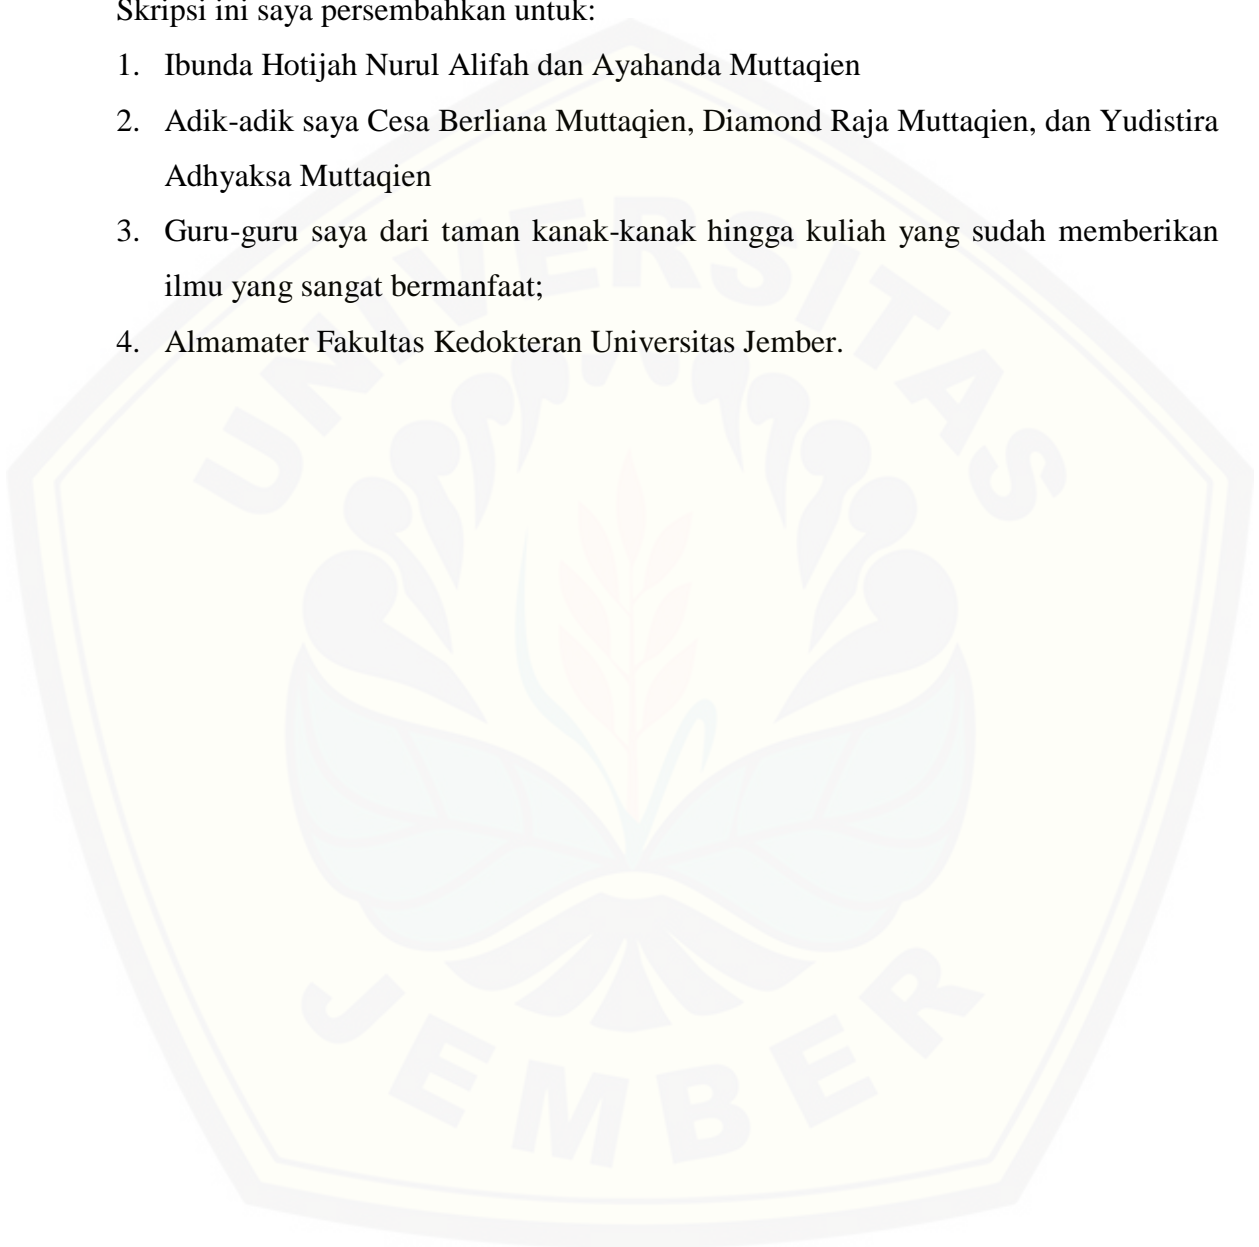 Skripsi ini saya persembahkan untuk:
1. Ibunda Hotijah Nurul Alifah dan Ayahanda Muttaqien
2. Adik-adik saya Cesa Berliana Muttaqien, Diamond Raja Muttaqien, dan Yudistira
Adhyaksa Muttaqien
3. Guru-guru saya dari taman kanak-kanak hingga kuliah yang sudah memberikan
ilmu yang sangat bermanfaat;
4. Almamater Fakultas Kedokteran Universitas Jember.
UNIVERSITAS
JEMBER